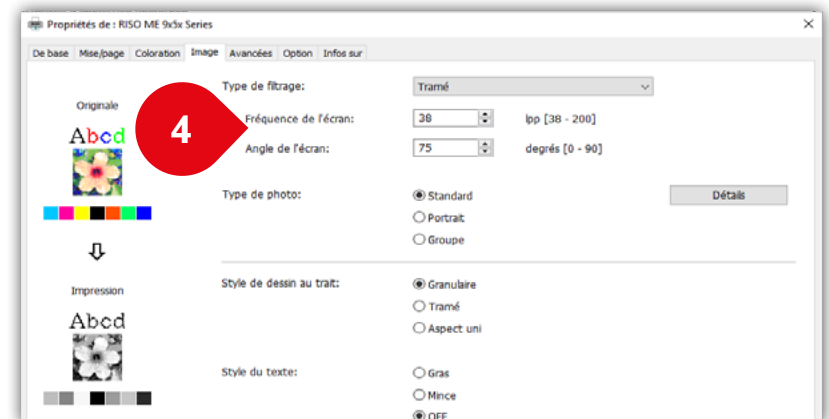 Propriétés de : RISO ME 9x5x Series
De base Mise/page Coloration Image Avancées Option Infos sur
Originale
Abcd
Impression
Abcd
4
Type de filtrage: Tramé
Fréquence de l'écran: 38 lpp [38 - 200]
Angle de l'écran: 75 degrés [0 - 90]
Type de photo: Standard Détails
Portrait
Groupe
Style de dessin au trait: Granulaire
Tramé
Aspect uni
Style du texte: Gras
Mince
OFF